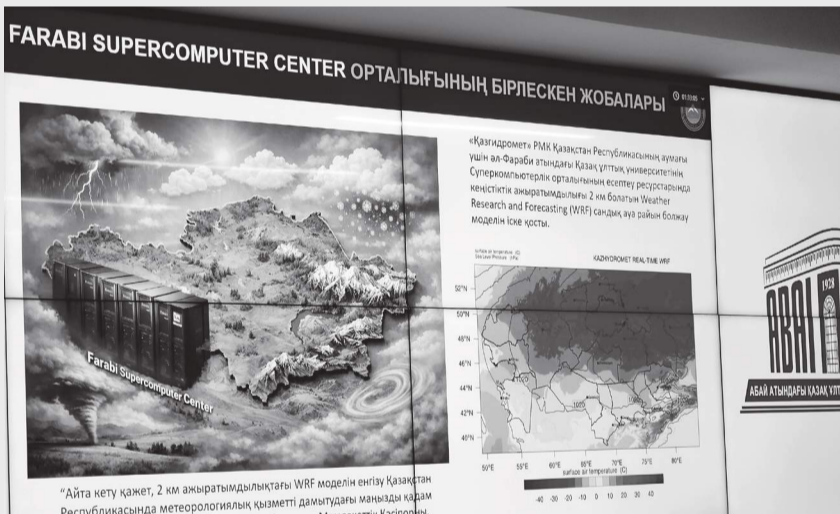 FARABI SUPERCOMPUTER CENTER ОРТАЛЫҒЫНЫҢ БІРЛЕСКЕН ЖОБАЛАРЫ
«Қазгидромет» РМК Қазақстан Республикасының аумағы
үшін әл-Фараби атындағы Қазақ ұлттық университетінің
Суперкомпьютерлік орталығының есептеу ресурстарында
кеңістіктік ажыратымдылығы 2 км болатын Weather
Research and Forecasting (WRF) сандық ауа райын болжау
моделін іске қосты.
surface air temperature (C)
KAZHYDROMET REAL-TIME WRF
52°N
50°N
48°N
46°N
44°N
42°N
40°N
50°E 55°E 60°E 65°E 70°E 75°E 80°E
surface air temperature (C)
-40 -30 -20 -10 0 10 20 30 40
Farabi Supercomputer Center
"Айта кету қажет, 2 км ажыратымдылықтағы WRF моделін енгізу Қазақстан
Республикасында метеорологиялық қызметті дамытудағы маңызды қадам
1928
ABAI
АБАЙ АТЫНДАҒЫ ҚАЗАҚ